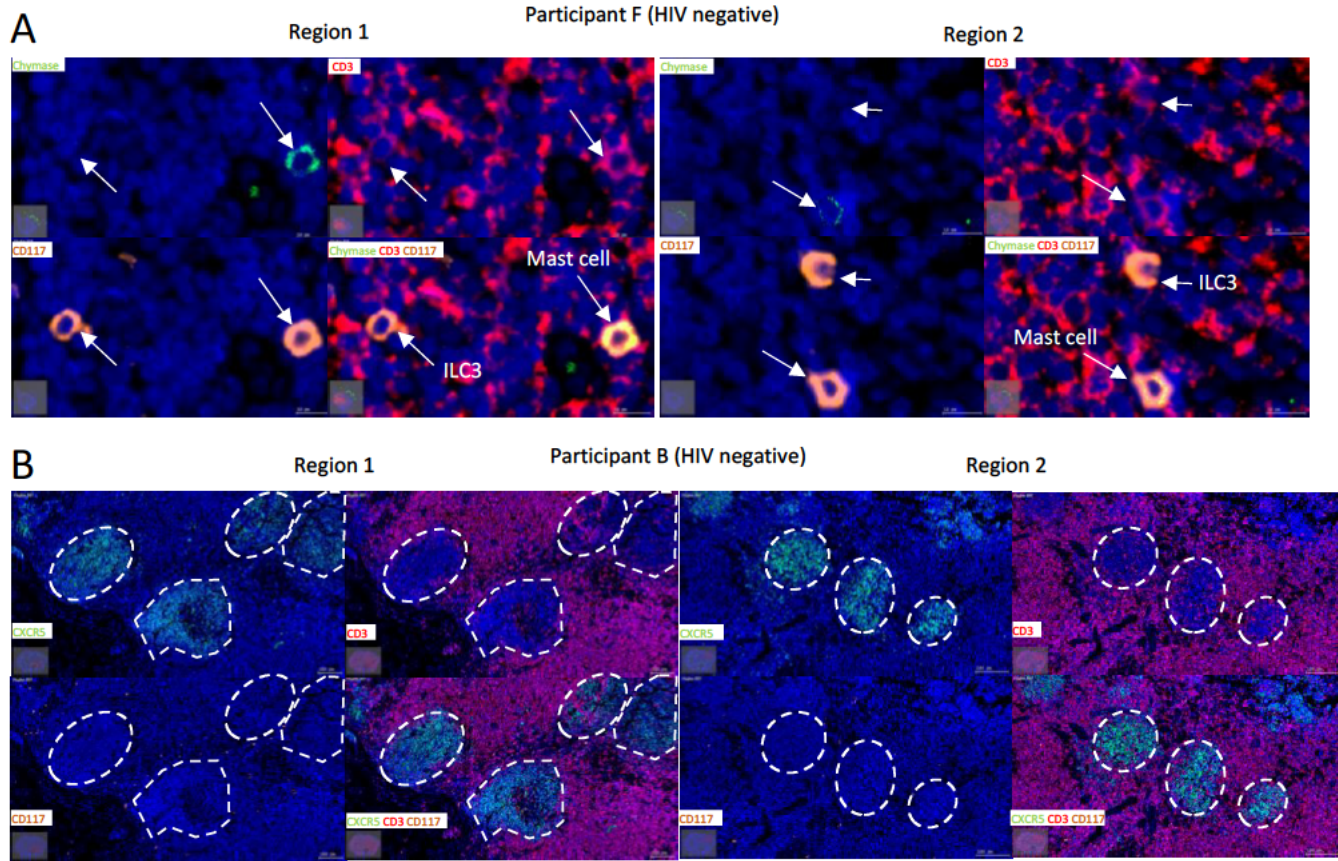 A
Participant F (HIV negative)
Region 1
Region 2
Chymase
CD3
Chymase
CD3
CD117
Chymase CD3 CD117
Mast cell
ILC3
CD117
Chymase CD3 CD117
ILC3
Mast cell
B
Participant B (HIV negative)
Region 1
Region 2
CXCR5
CD3
CXCR5
CD3
CD117
CXCR5 CD3 CD117
CD117
CXCR5 CD3 CD117